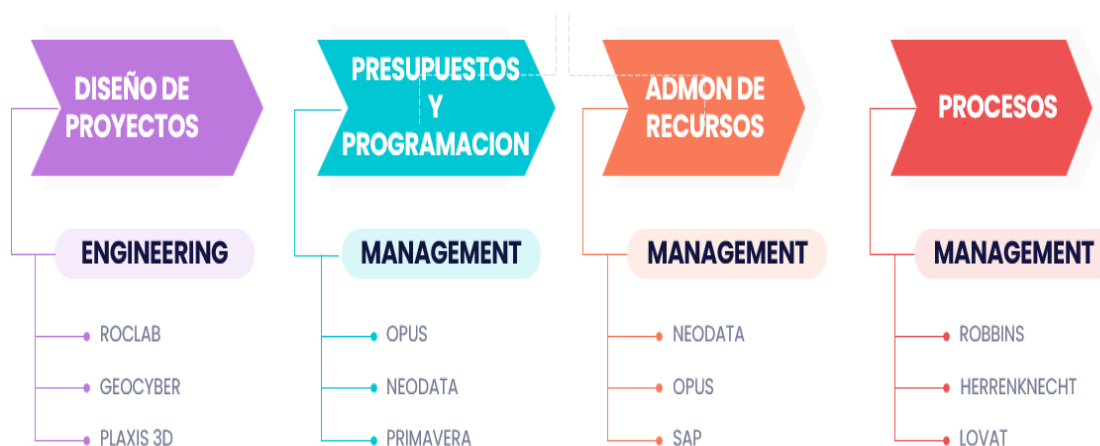 DISEÑO DE
PROYECTOS
PRESUPUESTOS
Y
PROGRAMACION
ADMON DE
RECURSOS
PROCESOS
ENGINEERING
MANAGEMENT
MANAGEMENT
MANAGEMENT
ROCLAB
OPUS
NEODATA
ROBBINS
GEOCYBER
NEODATA
OPUS
HERRENKNECHT
PLAXIS 3D
PRIMAVERA
SAP
LOVAT